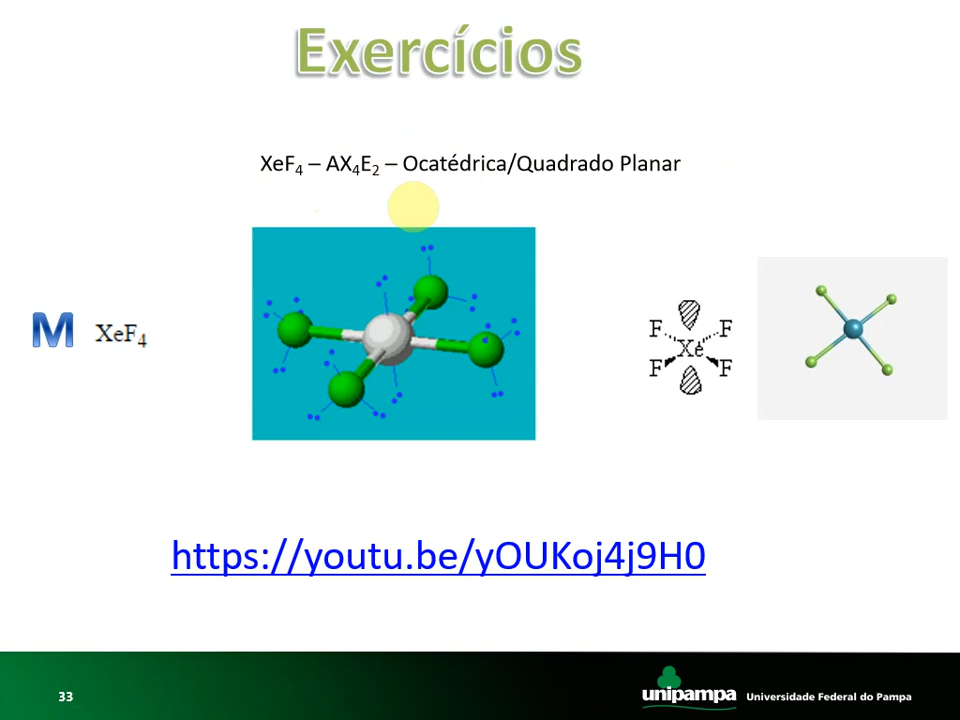 Exercícios
XeF₄ – AX₄E₂ – Ocatédrica/Quadrado Planar
M XeF₄
F F
Xe
F F
https://youtu.be/yOUKoj4j9H0
33
unipampa Universidade Federal do Pampa